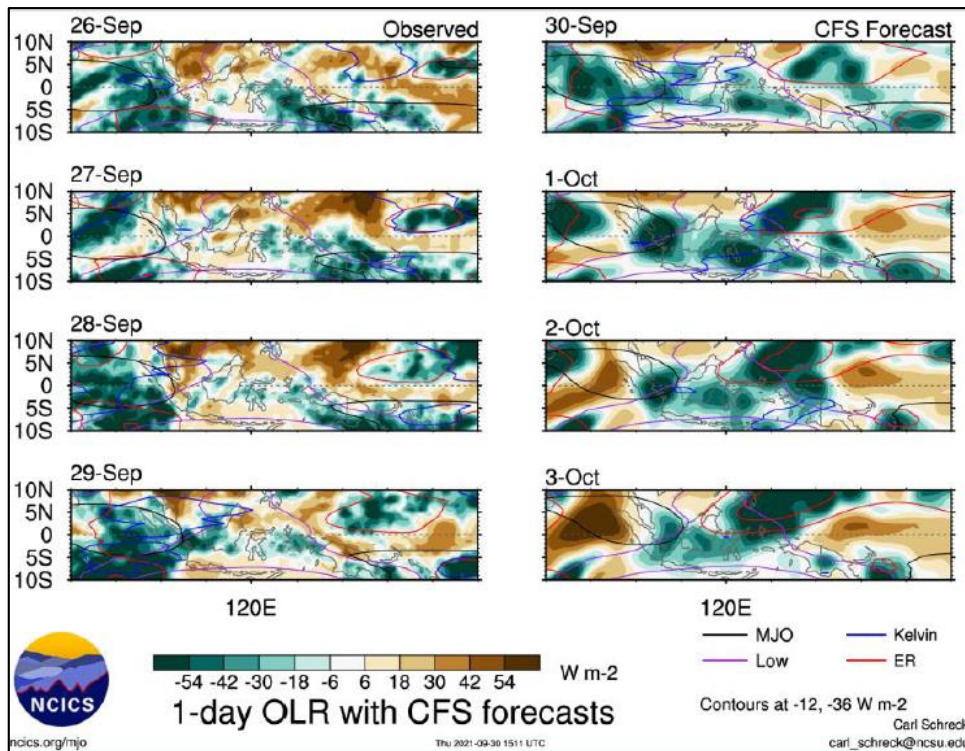 26-Sep Observed
30-Sep CFS Forecast
10N
5N
0
5S
10S
27-Sep
1-Oct
10N
5N
0
5S
10S
28-Sep
2-Oct
10N
5N
0
5S
10S
29-Sep
3-Oct
10N
5N
0
5S
10S
120E
120E
MJO Kelvin
Low ER
-54 -42 -30 -18 -6 6 18 30 42 54 W m-2
NCICS
1-day OLR with CFS forecasts
Contours at -12, -36 W m-2
Carl Schreck
ncics.org/mjo Thu 2021-09-30 1511 UTC carl_schreck@ncsu.edu